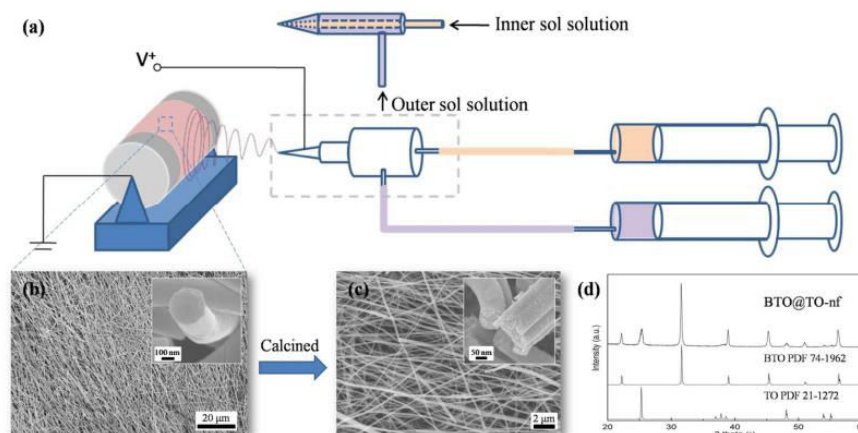 (a)
Inner sol solution
V+
Outer sol solution
(b)
100 nm
20 μm
Calcined
(c)
50 nm
2 μm
(d)
BTO@TO-nf
BTO PDF 74-1962
TO PDF 21-1272
Intensity (a.u.)
20 30 40 50